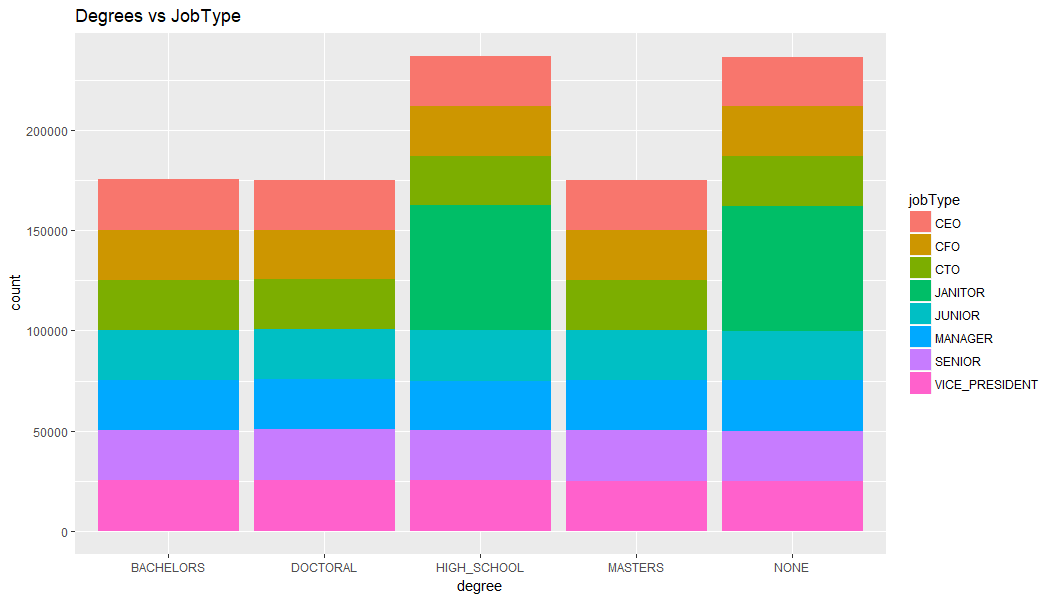 Degrees vs JobType
200000
150000
100000
50000
0
count
BACHELORS DOCTORAL HIGH_SCHOOL MASTERS NONE
degree
jobType
CEO
CFO
CTO
JANITOR
JUNIOR
MANAGER
SENIOR
VICE_PRESIDENT